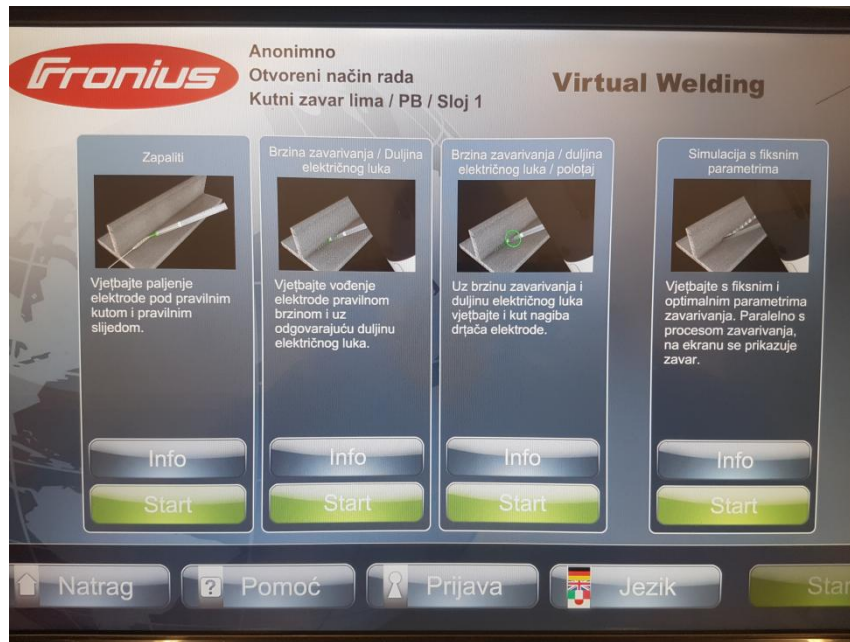 Fronius
Anonimno
Otvoreni način rada
Kutni zavar lima / PB / Sloj 1
Virtual Welding
Zapaliti
Vjetbajte paljenje
elektrode pod pravilnim
kutom i pravilnim
slijedom.
Info
Start
Brzina zavarivanja / Duljina
električnog luka
Vjetbajte vođenje
elektrode pravilnom
brzinom i uz
odgovarajuću duljinu
električnog luka.
Info
Start
Brzina zavarivanja / duljina
električnog luka / polotaj
Uz brzinu zavarivanja i
duljinu električnog luka
vjetbajte i kut nagiba
drtača elektrode.
Info
Start
Simulacija s fiksnim
parametrima
Vjetbajte s fiksnim i
optimalnim parametrima
zavarivanja. Paralelno s
procesom zavarivanja,
na ekranu se prikazuje
zavar.
Info
Start
Natrag
? Pomoć
Prijava
Jezik
Star